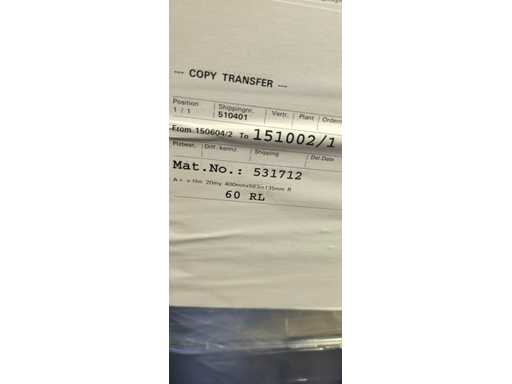 --- COPY TRANSFER ---
Position Shippingnr. Vertr. Plant Ordern
1 / 1 510401
From 150604/2 To 151002/1
Shipping Del.Date
Mat.No.: 531712
60 RL